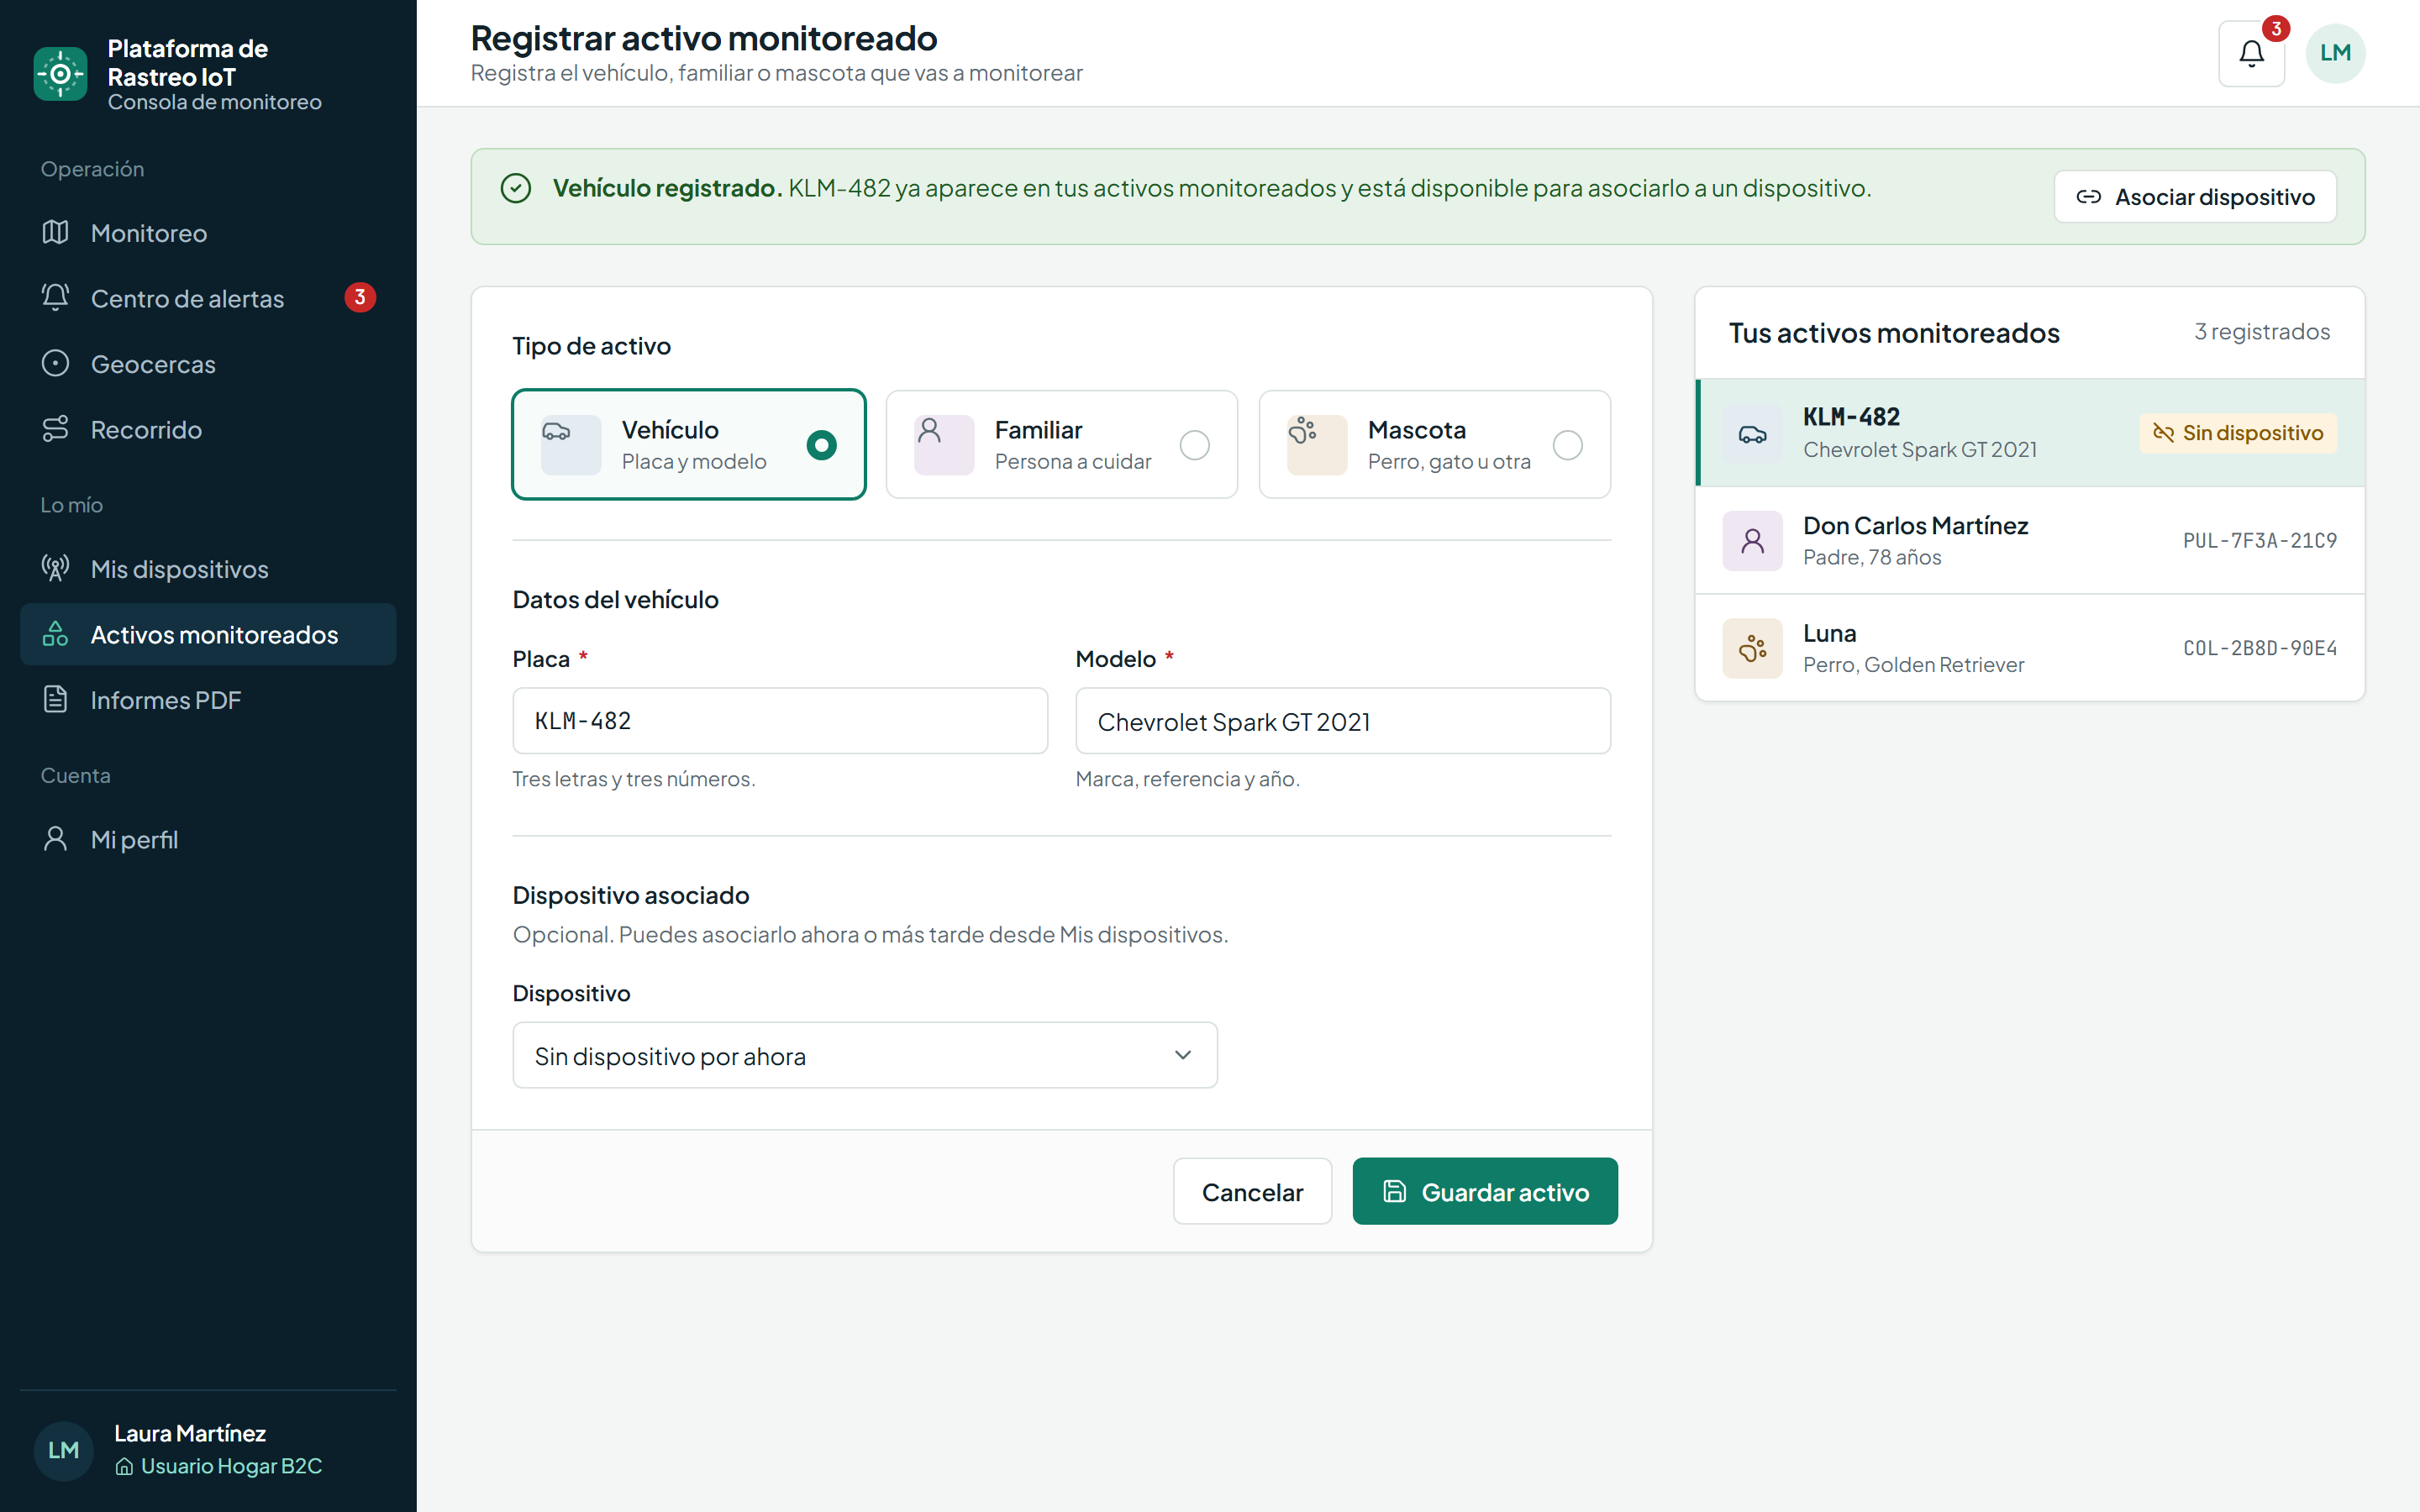 Plataforma de
Rastreo IoT
Consola de monitoreo
Operación
Monitoreo
Centro de alertas
3
Geocercas
Recorrido
Lo mío
Mis dispositivos
Activos monitoreados
Informes PDF
Cuenta
Mi perfil
LM
Laura Martínez
Usuario Hogar B2C
Registrar activo monitoreado
Registra el vehículo, familiar o mascota que vas a monitorear
3
LM
Vehículo registrado. KLM-482 ya aparece en tus activos monitoreados y está disponible para asociarlo a un dispositivo.
Asociar dispositivo
Tipo de activo
Vehículo
Placa y modelo
Familiar
Persona a cuidar
Mascota
Perro, gato u otra
Datos del vehículo
Placa *
KLM-482
Tres letras y tres números.
Modelo *
Chevrolet Spark GT 2021
Marca, referencia y año.
Dispositivo asociado
Opcional. Puedes asociarlo ahora o más tarde desde Mis dispositivos.
Dispositivo
Sin dispositivo por ahora
Cancelar
Guardar activo
Tus activos monitoreados
3 registrados
KLM-482
Chevrolet Spark GT 2021
Sin dispositivo
Don Carlos Martínez
Padre, 78 años
PUL-7F3A-21C9
Luna
Perro, Golden Retriever
COL-2B8D-90E4